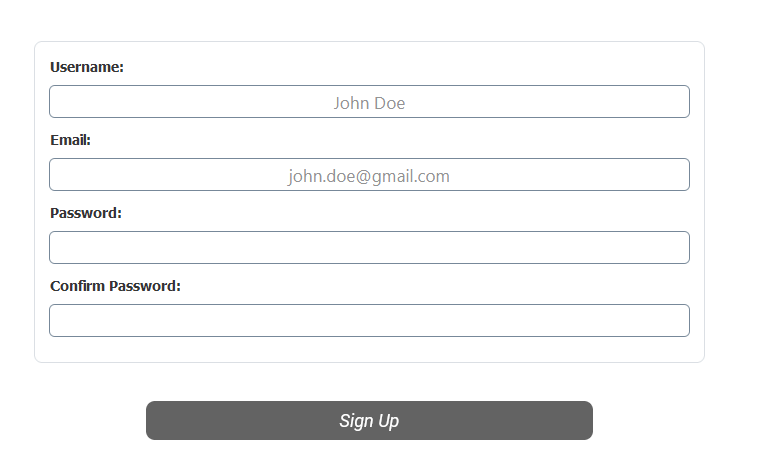 Username:
John Doe
Email:
john.doe@gmail.com
Password:
Confirm Password:
Sign Up